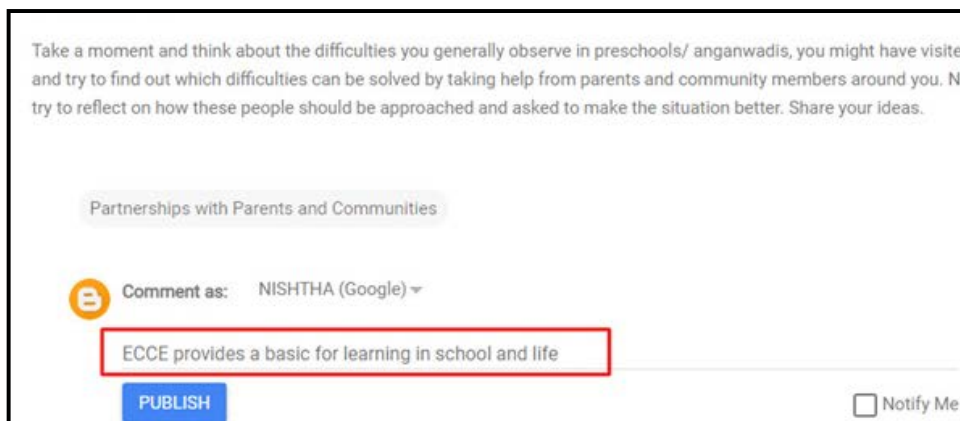 Take a moment and think about the difficulties you generally observe in preschools/ anganwadis, you might have visite
and try to find out which difficulties can be solved by taking help from parents and community members around you. N
try to reflect on how these people should be approached and asked to make the situation better. Share your ideas.
Partnerships with Parents and Communities
Comment as: NISHTHA (Google)
ECCE provides a basic for learning in school and life
PUBLISH Notify Me